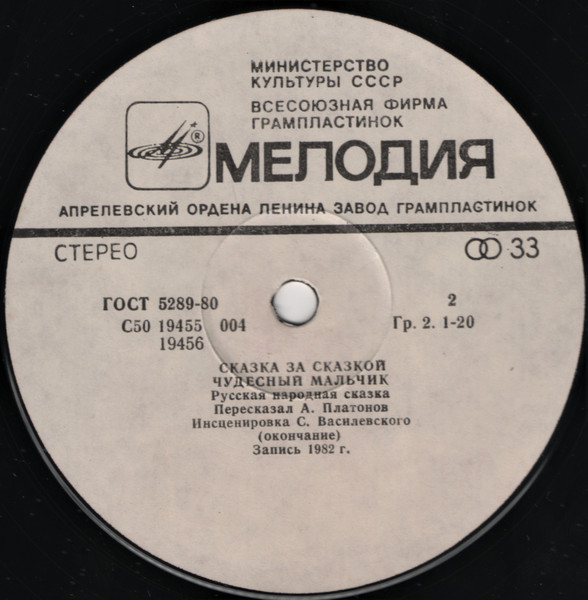 МИНИСТЕРСТВО
КУЛЬТУРЫ СССР
ВСЕСОЮЗНАЯ ФИРМА
ГРАМПЛАСТИНОК
®
МЕЛОДИЯ
АПРЕЛЕВСКИЙ ОРДЕНА ЛЕНИНА ЗАВОД ГРАМПЛАСТИНОК
СТЕРЕО 33
ГОСТ 5289-80 2
С50 19455 004 Гр. 2. 1-20
19456
СКАЗКА ЗА СКАЗКОЙ
ЧУДЕСНЫЙ МАЛЬЧИК
Русская народная сказка
Пересказал А. Платонов
Инсценировка С. Василевского
(окончание)
Запись 1982 г.